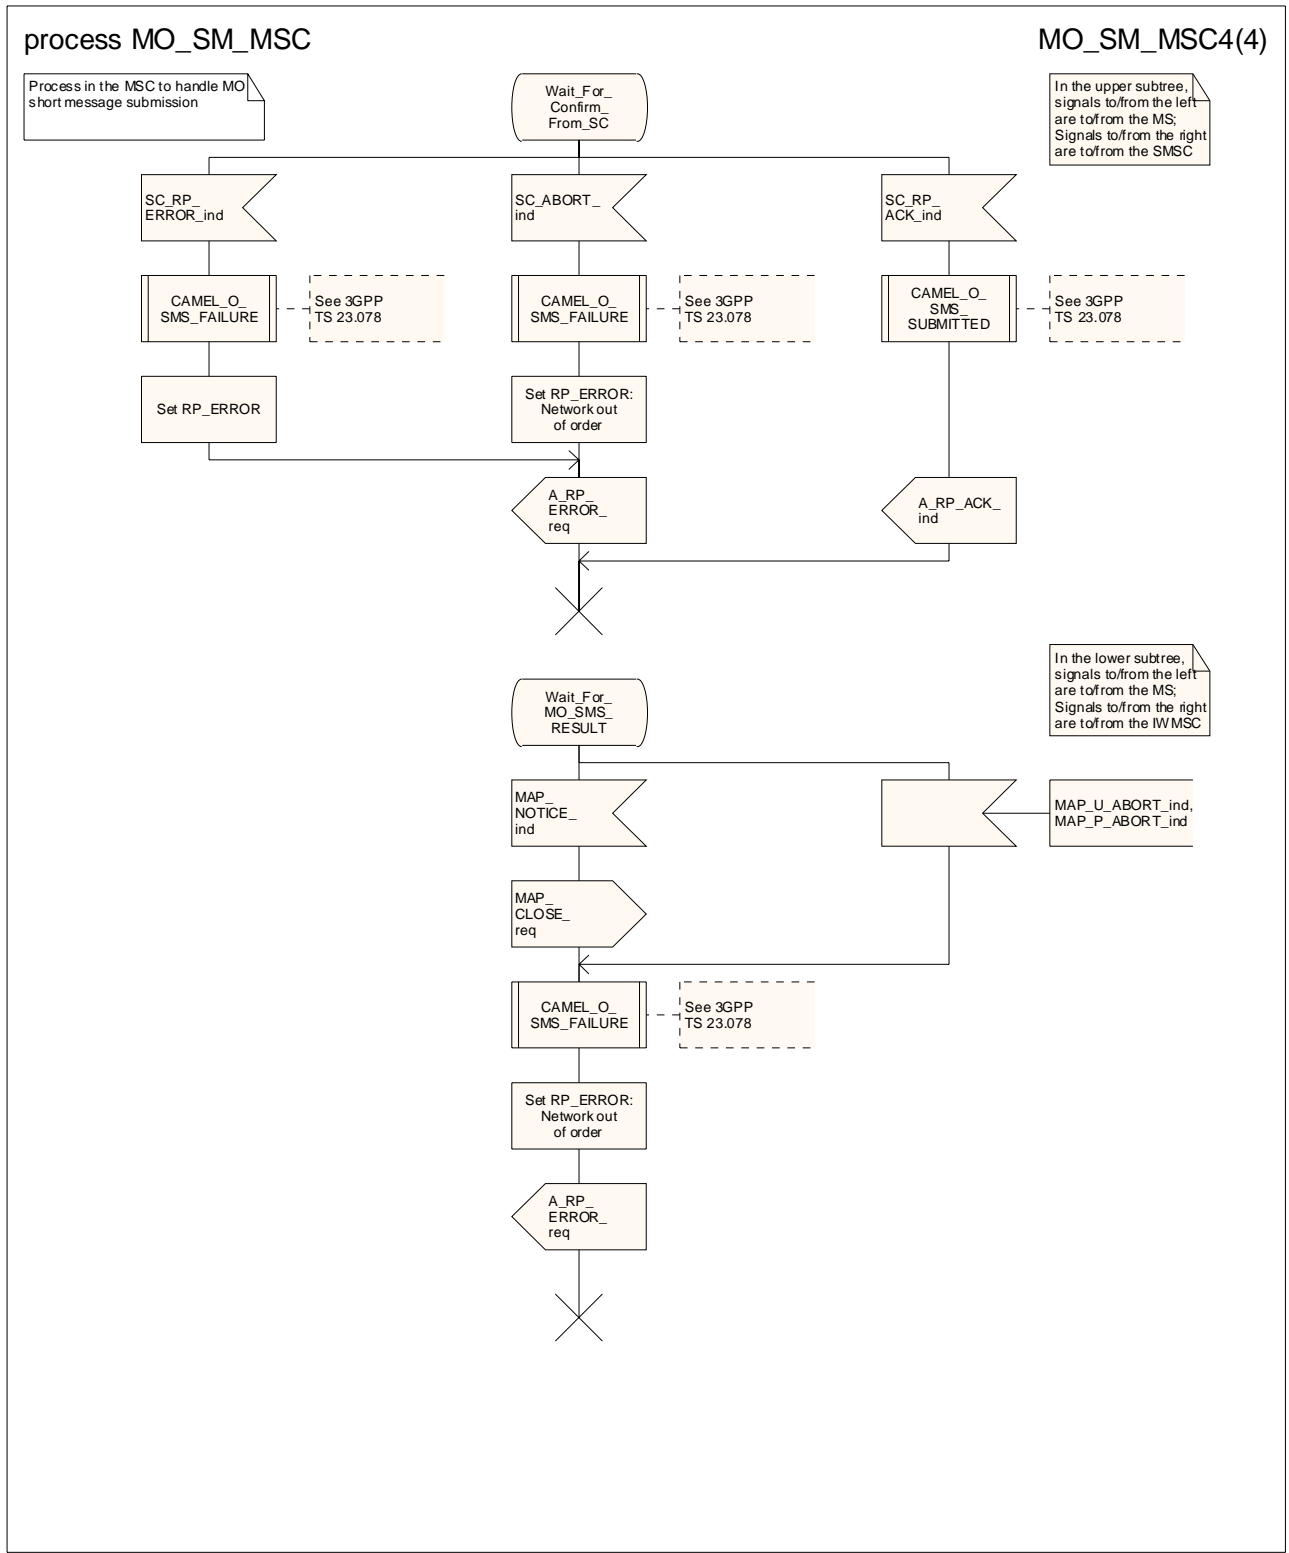 process MO_SM_MSC
MO_SM_MSC4(4)
Process in the MSC to handle MO
short message submission
Wait_For_
Confirm_
From_SC
In the upper subtree,
signals to/from the left
are to/from the MS;
Signals to/from the right
are to/from the SMSC
SC_RP_
ERROR_ind
SC_ABORT_
ind
SC_RP_
ACK_ind
CAMEL_O_
SMS_FAILURE
See 3GPP
TS 23.078
CAMEL_O_
SMS_FAILURE
See 3GPP
TS 23.078
CAMEL_O_
SMS_
SUBMITTED
See 3GPP
TS 23.078
Set RP_ERROR
Set RP_ERROR:
Network out
of order
A_RP_
ERROR_
req
A_RP_ACK_
ind
In the lower subtree,
signals to/from the left
are to/from the MS;
Signals to/from the right
are to/from the IWMSC
Wait_For_
MO_SMS_
RESULT
MAP_
NOTICE_
ind
MAP_U_ABORT_ind,
MAP_P_ABORT_ind
MAP_
CLOSE_
req
CAMEL_O_
SMS_FAILURE
See 3GPP
TS 23.078
Set RP_ERROR:
Network out
of order
A_RP_
ERROR_
req